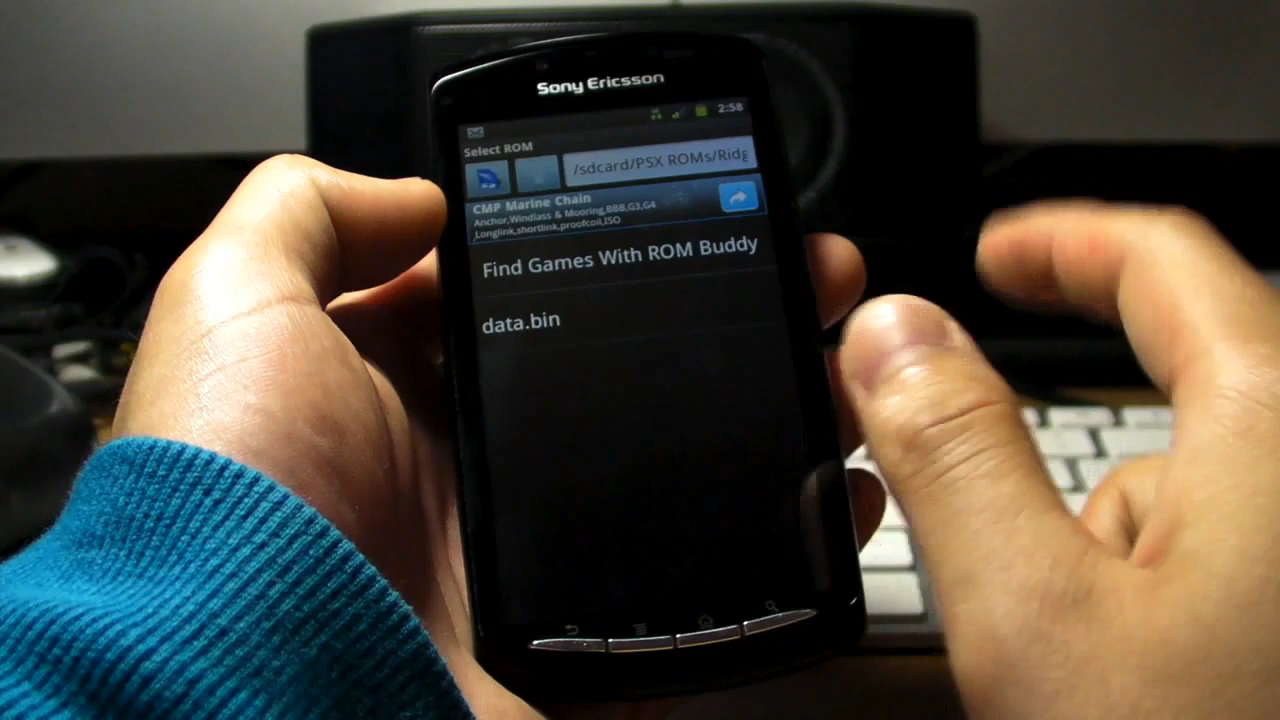 Sony Ericsson
2:58
Select ROM
/sdcard/PSX ROMs/Ridg
CMP Marine Chain
Anchor,Windlass & Mooring,BBB,G3,G4
,Longlink,shortlink,proofcoil,ISO
Find Games With ROM Buddy
data.bin